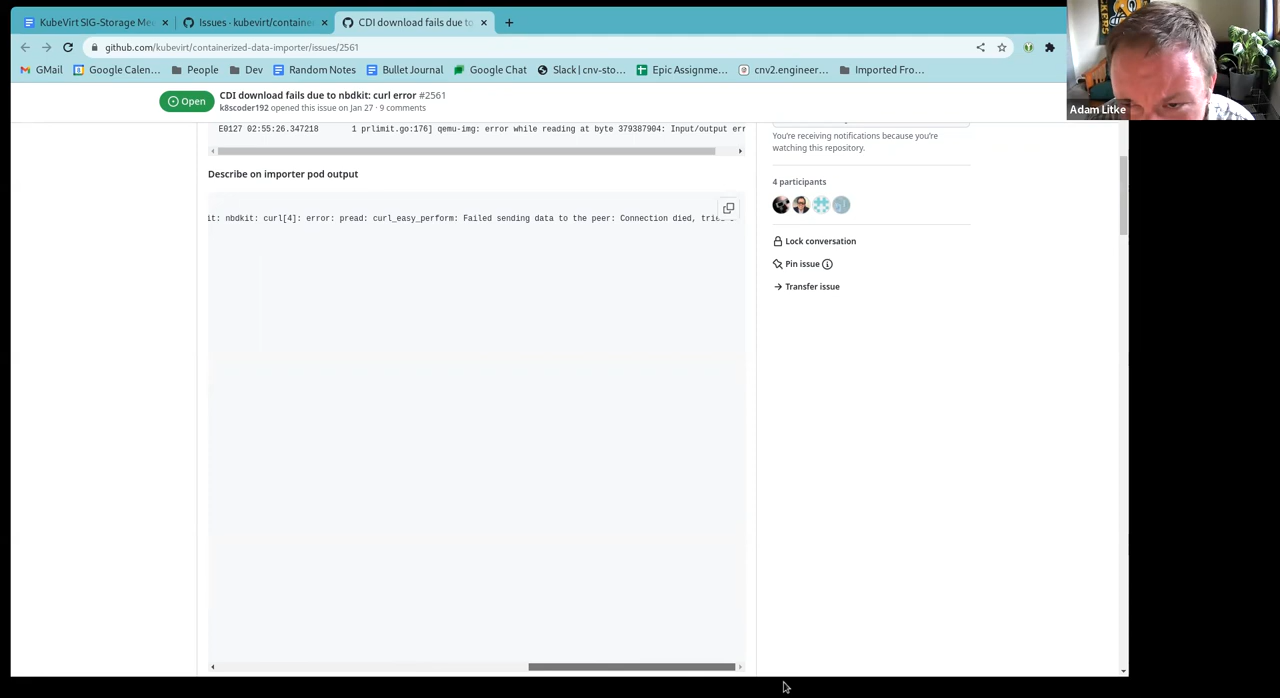 KubeVirt SIG-Storage Me
Issues · kubevirt/containe
CDI download fails due to
github.com/kubevirt/containerized-data-importer/issues/2561
GMail
Google Calen...
People
Dev
Random Notes
Bullet Journal
Google Chat
Slack | cnv-sto...
Epic Assignme...
cnv2.engineer...
Imported Fro...
Adam Litke
Open
CDI download fails due to nbdkit: curl error #2561
k8scoder192 opened this issue on Jan 27 · 9 comments
E0127 02:55:26.347218 1 prlimit.go:176] qemu-img: error while reading at byte 379387904: Input/output err
Describe on importer pod output
it: nbdkit: curl[4]: error: pread: curl_easy_perform: Failed sending data to the peer: Connection died,
You're receiving notifications because you're
watching this repository.
4 participants
Lock conversation
Pin issue
Transfer issue